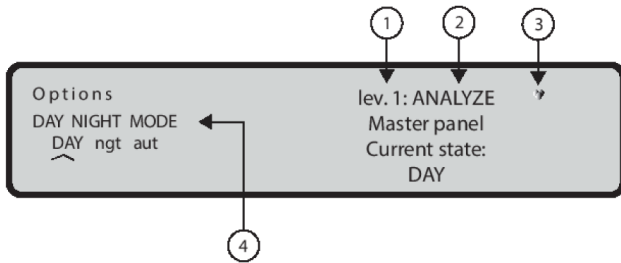 1 2 3
Options
DAY NIGHT MODE
DAY ngt aut
lev. 1: ANALYZE
Master panel
Current state:
DAY
4